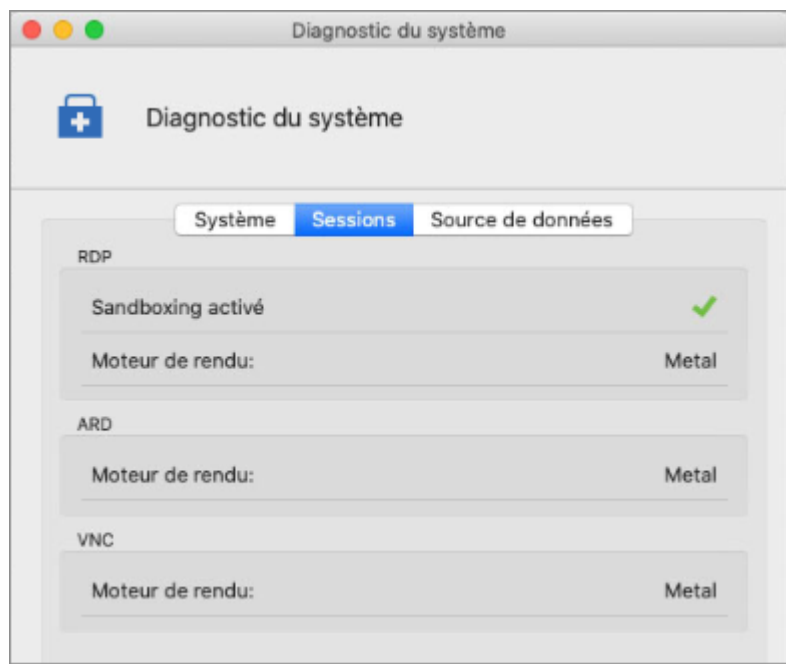 Diagnostic du système
Diagnostic du système
Système Sessions Source de données
RDP
Sandboxing activé
Moteur de rendu: Metal
ARD
Moteur de rendu: Metal
VNC
Moteur de rendu: Metal